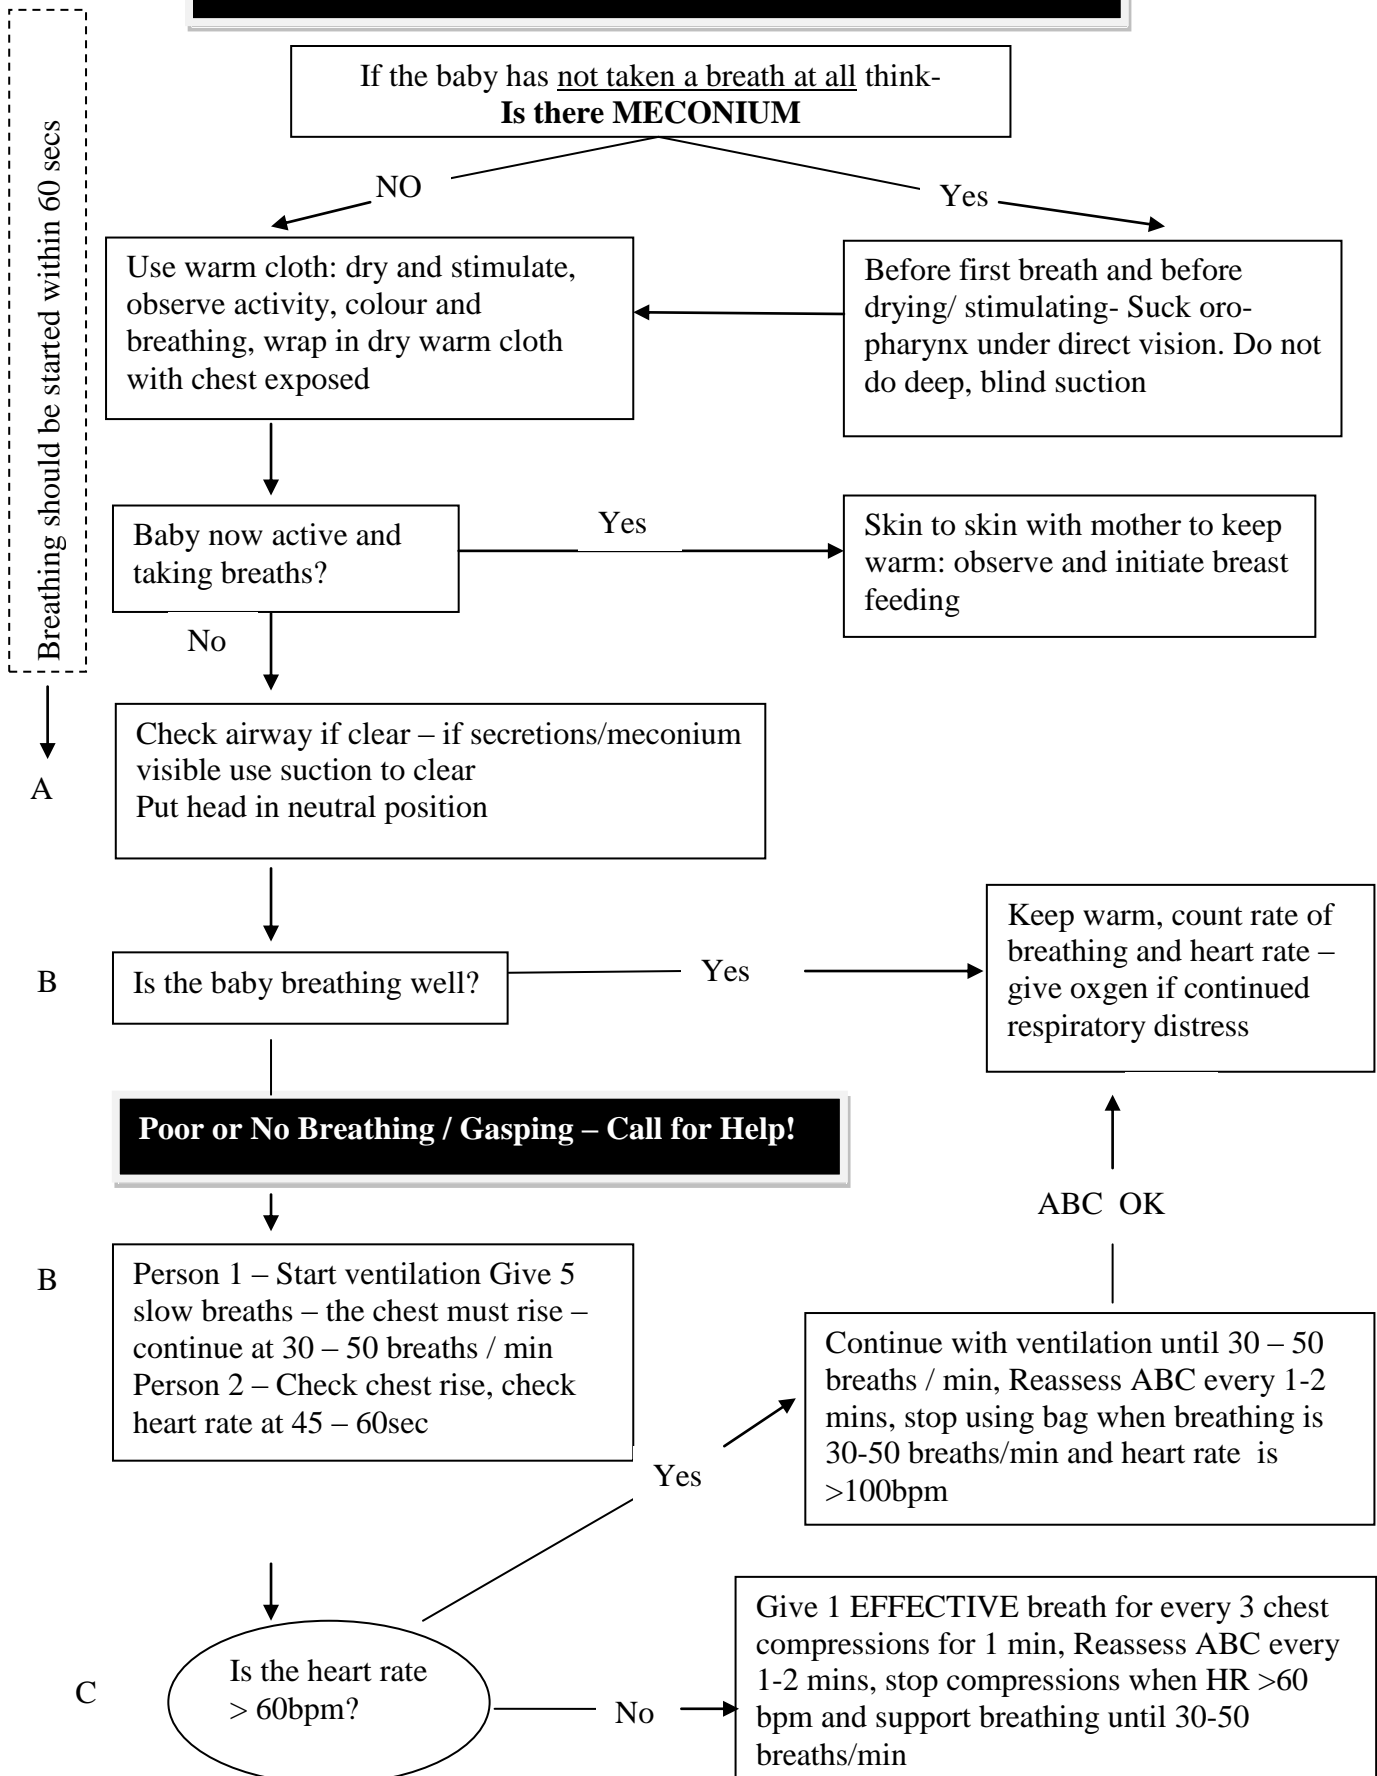 If the baby has not taken a breath at all think-
Is there MECONIUM
NO
Yes
Breathing should be started within 60 secs
Use warm cloth: dry and stimulate,
observe activity, colour and
breathing, wrap in dry warm cloth
with chest exposed
Before first breath and before
drying/ stimulating- Suck oro-
pharynx under direct vision. Do not
do deep, blind suction
Baby now active and
taking breaths?
Yes
Skin to skin with mother to keep
warm: observe and initiate breast
feeding
No
A
Check airway if clear – if secretions/meconium
visible use suction to clear
Put head in neutral position
B
Is the baby breathing well?
Yes
Keep warm, count rate of
breathing and heart rate –
give oxgen if continued
respiratory distress
Poor or No Breathing / Gasping – Call for Help!
ABC OK
B
Person 1 – Start ventilation Give 5
slow breaths – the chest must rise –
continue at 30 – 50 breaths / min
Person 2 – Check chest rise, check
heart rate at 45 – 60sec
Yes
Continue with ventilation until 30 – 50
breaths / min, Reassess ABC every 1-2
mins, stop using bag when breathing is
30-50 breaths/min and heart rate is
>100bpm
C
Is the heart rate
> 60bpm?
No
Give 1 EFFECTIVE breath for every 3 chest
compressions for 1 min, Reassess ABC every
1-2 mins, stop compressions when HR >60
bpm and support breathing until 30-50
breaths/min